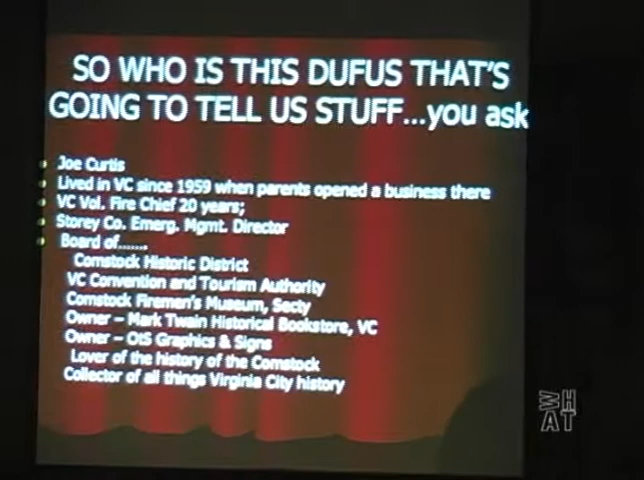 SO WHO IS THIS DUFUS THAT'S
GOING TO TELL US STUFF...you ask
Joe Curtis
Lived in VC since 1959 when parents opened a business there
VC Vol. Fire Chief 20 years;
Storey Co. Emerg. Mgmt. Director
Board of.......
Comstock Historic District
VC Convention and Tourism Authority
Comstock Firemen's Museum, Secty
Owner – Mark Twain Historical Bookstore, VC
Owner – OtS Graphics & Signs
Lover of the history of the Comstock
Collector of all things Virginia City history
WH
AT